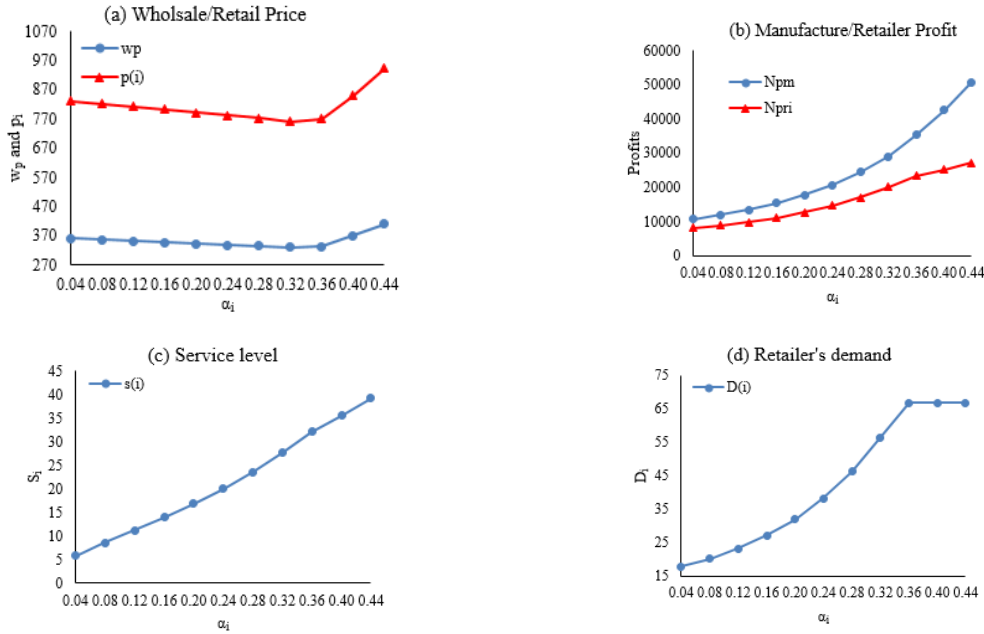 (a) Wholsale/Retail Price
1070
970
870
770
670
570
470
370
270
wp
p(i)
wₚ and pᵢ
0.04 0.08 0.12 0.16 0.20 0.24 0.28 0.32 0.36 0.40 0.44
αᵢ
(b) Manufacture/Retailer Profit
60000
50000
40000
30000
20000
10000
0
Npm
Npri
Profits
0.04 0.08 0.12 0.16 0.20 0.24 0.28 0.32 0.36 0.40 0.44
αᵢ
(c) Service level
45
40
35
30
25
20
15
10
5
0
s(i)
Sᵢ
0.04 0.08 0.12 0.16 0.20 0.24 0.28 0.32 0.36 0.40 0.44
αᵢ
(d) Retailer's demand
75
65
55
45
35
25
15
D(i)
Dᵢ
0.04 0.08 0.12 0.16 0.20 0.24 0.28 0.32 0.36 0.40 0.44
αᵢ